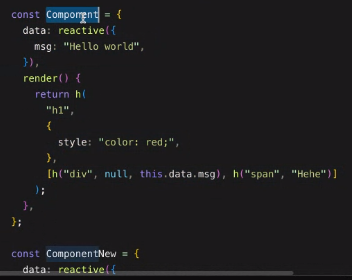 const Component = {
data: reactive({
msg: "Hello world",
}),
render() {
return h(
"h1",
{
style: "color: red;",
},
[h("div", null, this.data.msg), h("span", "Hehe")]
);
},
};
const ComponentNew = {
data: reactive({